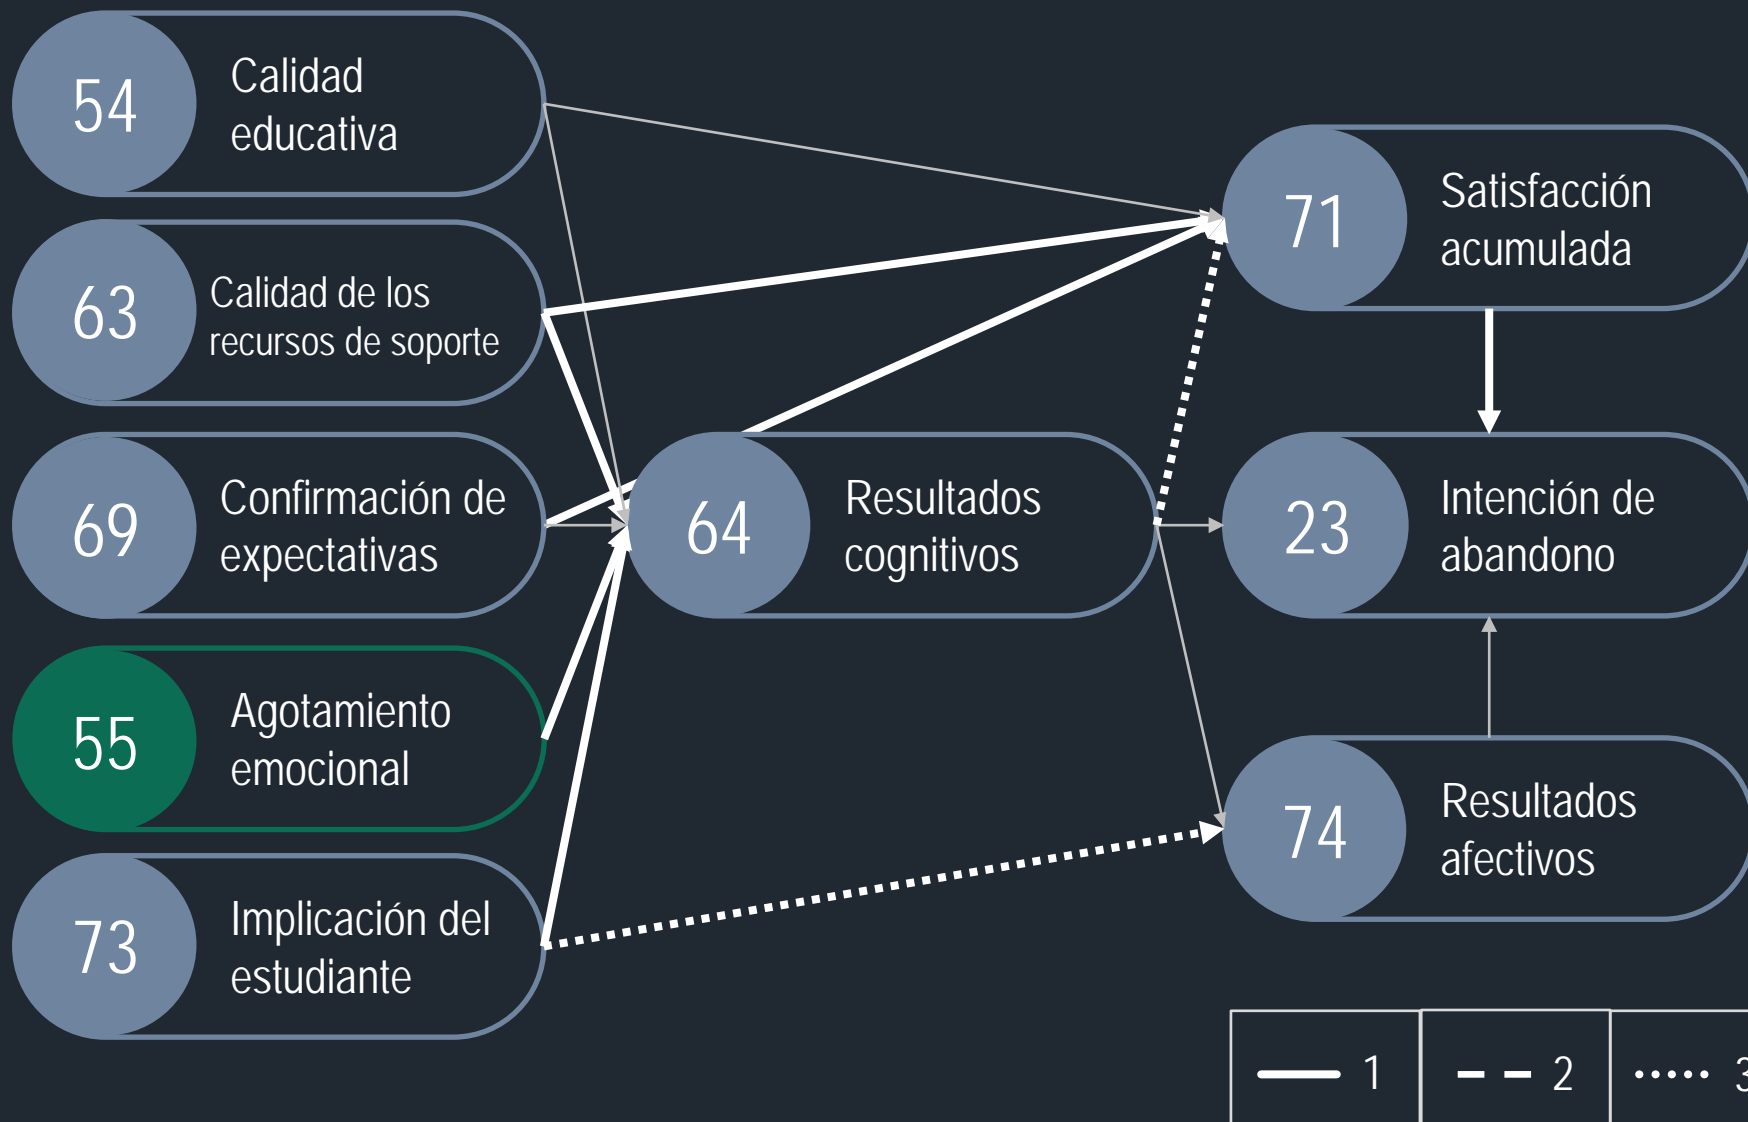 54
Calidad
educativa
63
Calidad de los
recursos de soporte
69
Confirmación de
expectativas
55
Agotamiento
emocional
73
Implicación del
estudiante
64
Resultados
cognitivos
71
Satisfacción
acumulada
23
Intención de
abandono
74
Resultados
afectivos
1
2
3